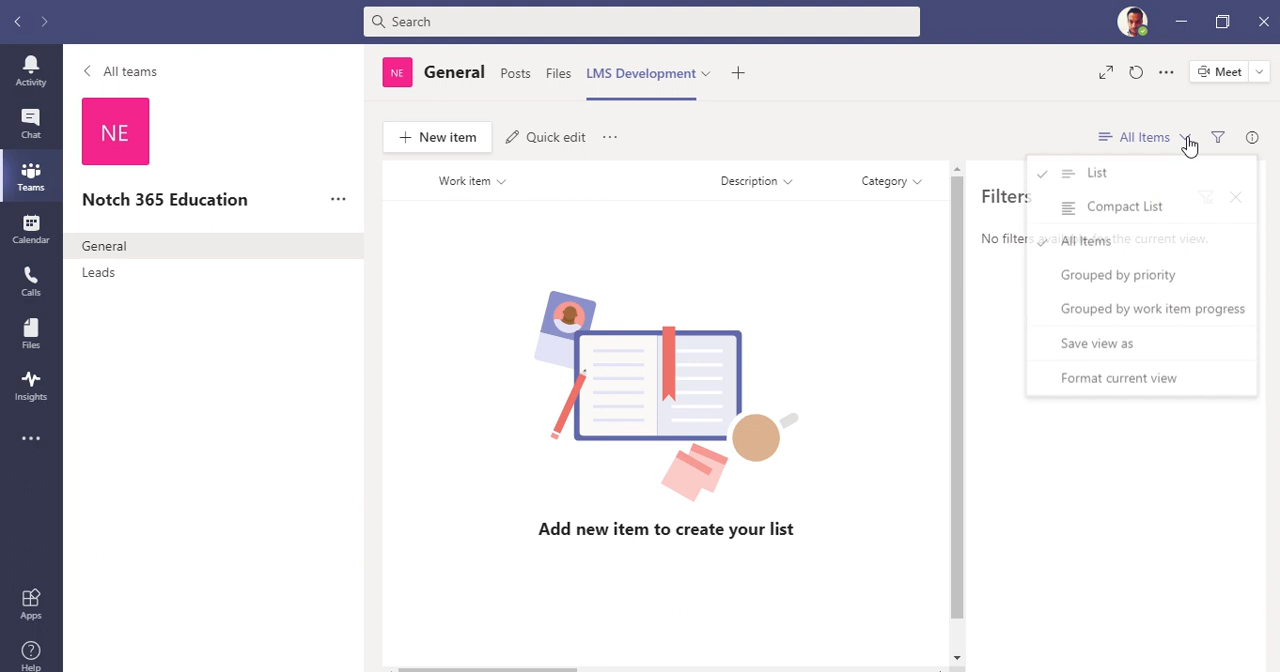 Search
Activity
Chat
Teams
Calendar
Calls
Files
Insights
Apps
Help
All teams
NE
Notch 365 Education
General
Leads
NE General Posts Files LMS Development
Meet
New item Quick edit
All Items
Work item Description Category
Add new item to create your list
Filters
No filters available for the current view.
List
Compact List
All Items
Grouped by priority
Grouped by work item progress
Save view as
Format current view